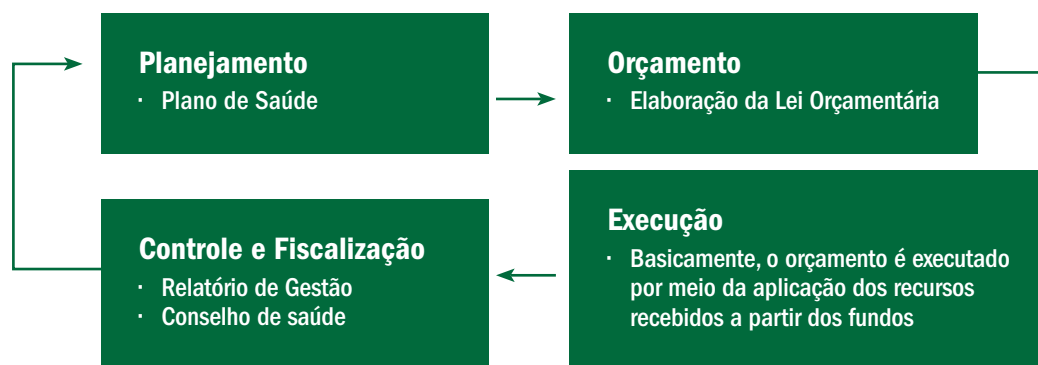 Planejamento
· Plano de Saúde
Orçamento
· Elaboração da Lei Orçamentária
Execução
· Basicamente, o orçamento é executado
por meio da aplicação dos recursos
recebidos a partir dos fundos
Controle e Fiscalização
· Relatório de Gestão
· Conselho de saúde